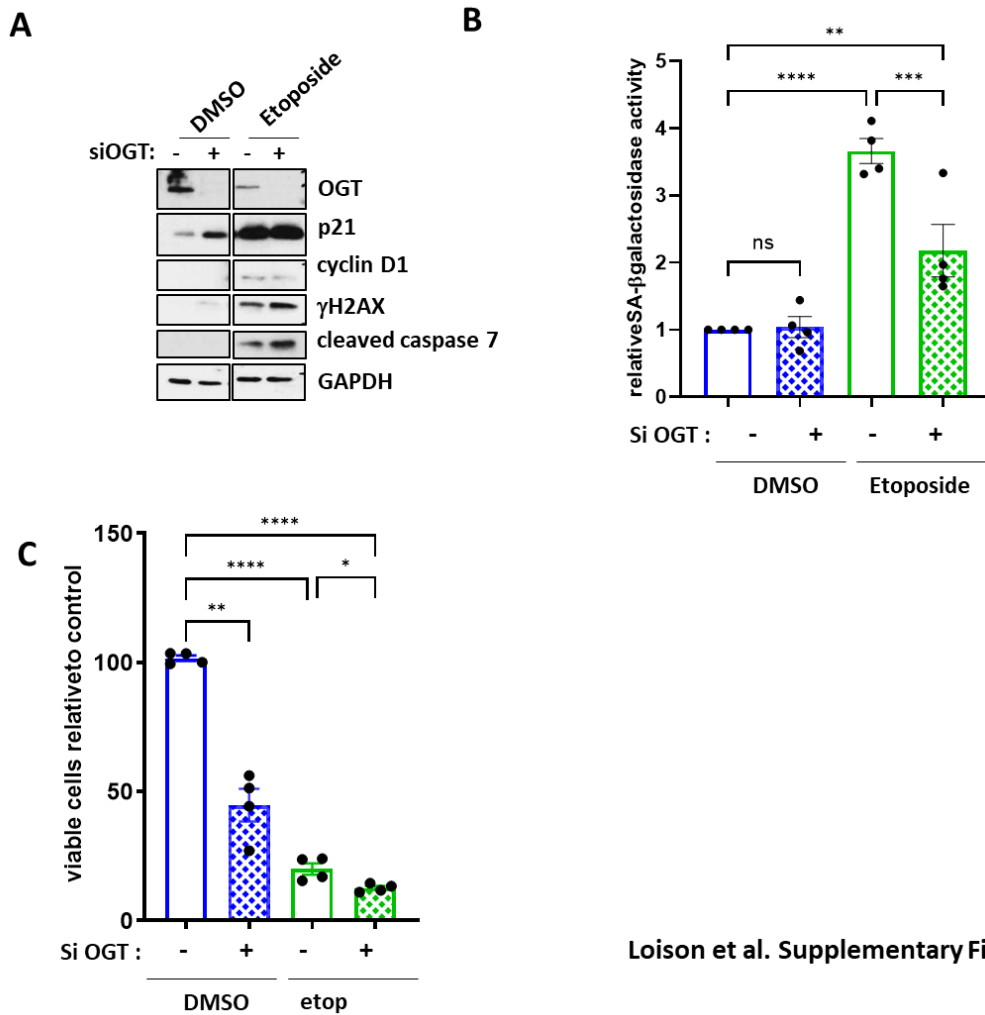 A
DMSO
Etoposide
siOGT: - + - +
OGT
p21
cyclin D1
γH2AX
cleaved caspase 7
GAPDH
B
relativeSA-βgalactosidase activity
5
4
3
2
1
0
**
****
***
ns
Si OGT : - + - +
DMSO
Etoposide
C
viable cells relativeto control
150
100
50
0
****
****
*
**
Si OGT : - + - +
DMSO
etop
Loison et al. Supplementary Fi